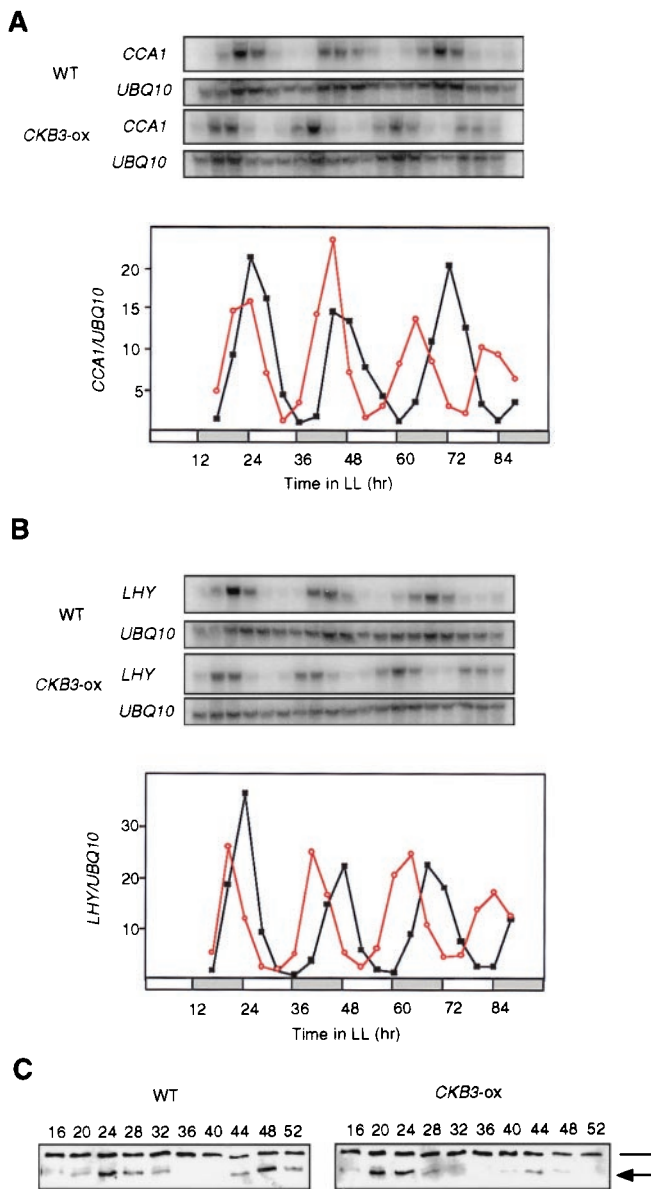 A
WT
CCA1
UBQ10
CKB3-ox
CCA1
UBQ10
CCA1/UBQ10
20
15
10
5
12 24 36 48 60 72 84
Time in LL (hr)
B
WT
LHY
UBQ10
CKB3-ox
LHY
UBQ10
LHY/UBQ10
30
20
10
12 24 36 48 60 72 84
Time in LL (hr)
C
WT
CKB3-ox
16 20 24 28 32 36 40 44 48 52
16 20 24 28 32 36 40 44 48 52